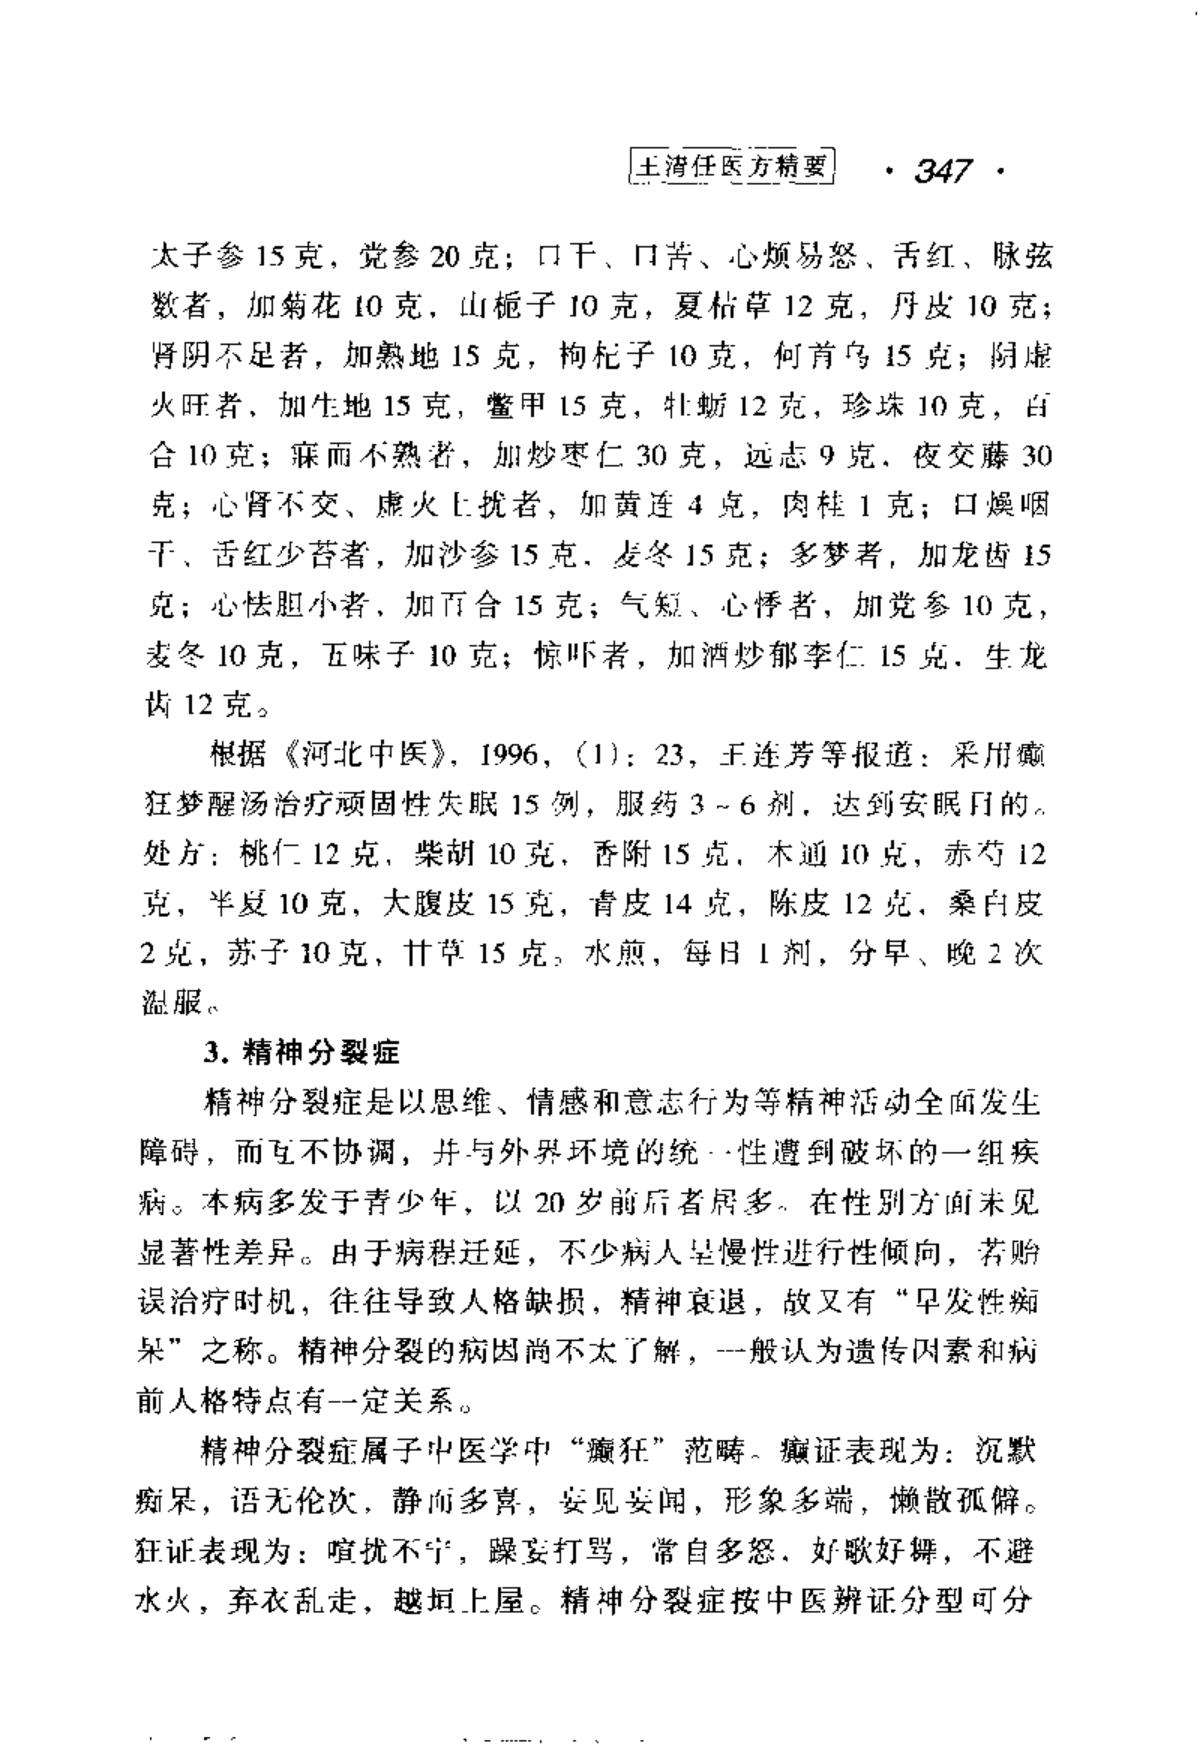 王清任医方精要 · 347 ·
太子参 15 克，党参 20 克；口干、口苦、心烦易怒、舌红、脉弦
数者，加菊花 10 克，山栀子 10 克，夏枯草 12 克，丹皮 10 克；
肾阴不足者，加熟地 15 克，枸杞子 10 克，何首乌 15 克；阴虚
火旺者，加生地 15 克，鳖甲 15 克，牡蛎 12 克，珍珠 10 克，百
合 10 克；寐而不熟者，加炒枣仁 30 克，远志 9 克，夜交藤 30
克；心肾不交、虚火上扰者，加黄连 4 克，肉桂 1 克；口燥咽
干、舌红少苔者，加沙参 15 克，麦冬 15 克；多梦者，加龙齿 15
克；心怯胆小者，加百合 15 克；气短、心悸者，加党参 10 克，
麦冬 10 克，五味子 10 克；惊吓者，加酒炒郁李仁 15 克，生龙
齿 12 克。
根据《河北中医》，1996，（1）：23，王连芳等报道：采用癫
狂梦醒汤治疗顽固性失眠 15 例，服药 3～6 剂，达到安眠目的。
处方：桃仁 12 克，柴胡 10 克，香附 15 克，木通 10 克，赤芍 12
克，半夏 10 克，大腹皮 15 克，青皮 14 克，陈皮 12 克，桑白皮
2 克，苏子 10 克，甘草 15 克。水煎，每日 1 剂，分早、晚 2 次
温服。
3. 精神分裂症
精神分裂症是以思维、情感和意志行为等精神活动全面发生
障碍，而互不协调，并与外界环境的统一性遭到破坏的一组疾
病。本病多发于青少年，以 20 岁前后者居多。在性别方面未见
显著性差异。由于病程迁延，不少病人呈慢性进行性倾向，若贻
误治疗时机，往往导致人格缺损，精神衰退，故又有“早发性痴
呆”之称。精神分裂的病因尚不太了解，一般认为遗传因素和病
前人格特点有一定关系。
精神分裂症属于中医学中“癫狂”范畴。癫证表现为：沉默
痴呆，语无伦次，静而多喜，妄见妄闻，形象多端，懒散孤僻。
狂证表现为：喧扰不宁，躁妄打骂，常自多怒，好歌好舞，不避
水火，弃衣乱走，越垣上屋。精神分裂症按中医辨证分型可分